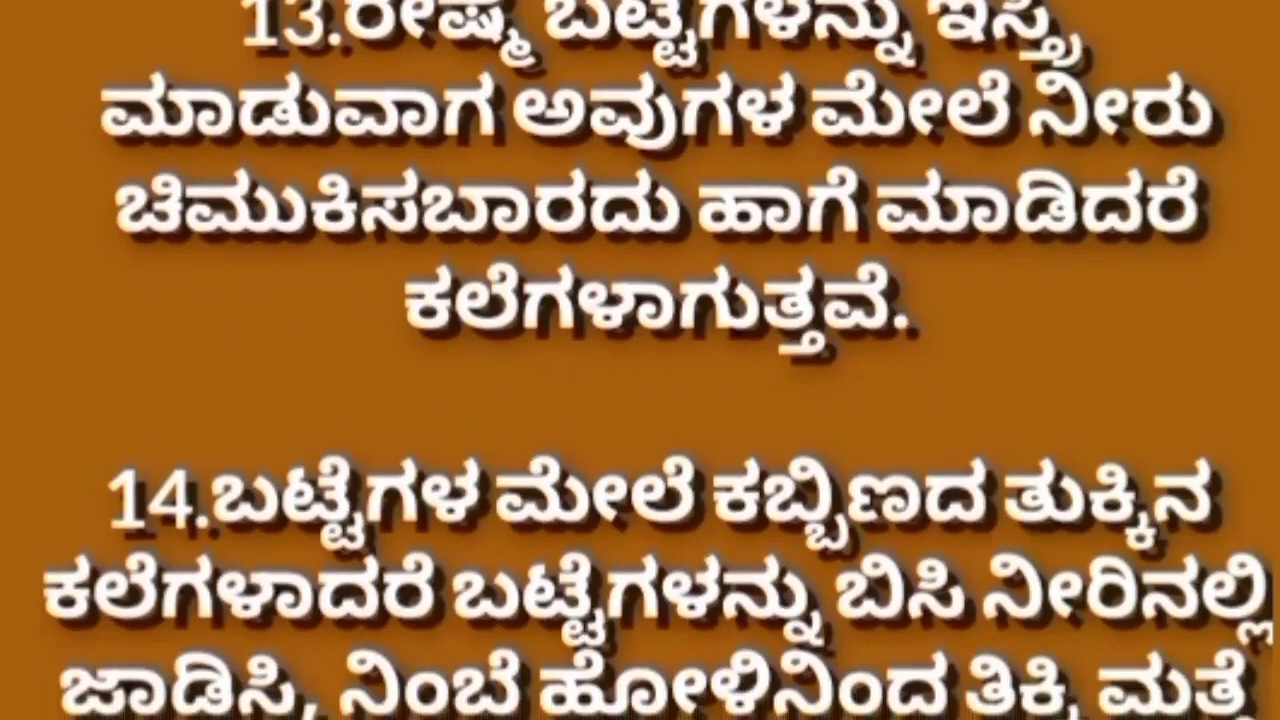 13.ರೇಷ್ಮೆ ಬಟ್ಟೆಗಳನ್ನು ಇಸ್ತ್ರಿ
ಮಾಡುವಾಗ ಅವುಗಳ ಮೇಲೆ ನೀರು
ಚಿಮುಕಿಸಬಾರದು ಹಾಗೆ ಮಾಡಿದರೆ
ಕಲೆಗಳಾಗುತ್ತವೆ.
14.ಬಟ್ಟೆಗಳ ಮೇಲೆ ಕಬ್ಬಿಣದ ತುಕ್ಕಿನ
ಕಲೆಗಳಾದರೆ ಬಟ್ಟೆಗಳನ್ನು ಬಿಸಿ ನೀರಿನಲ್ಲಿ
ಜಾಡಿಸಿ, ನಿಂಬೆ ಹೋಳಿನಿಂದ ತಿಕ್ಕಿ ಮತ್ತೆ